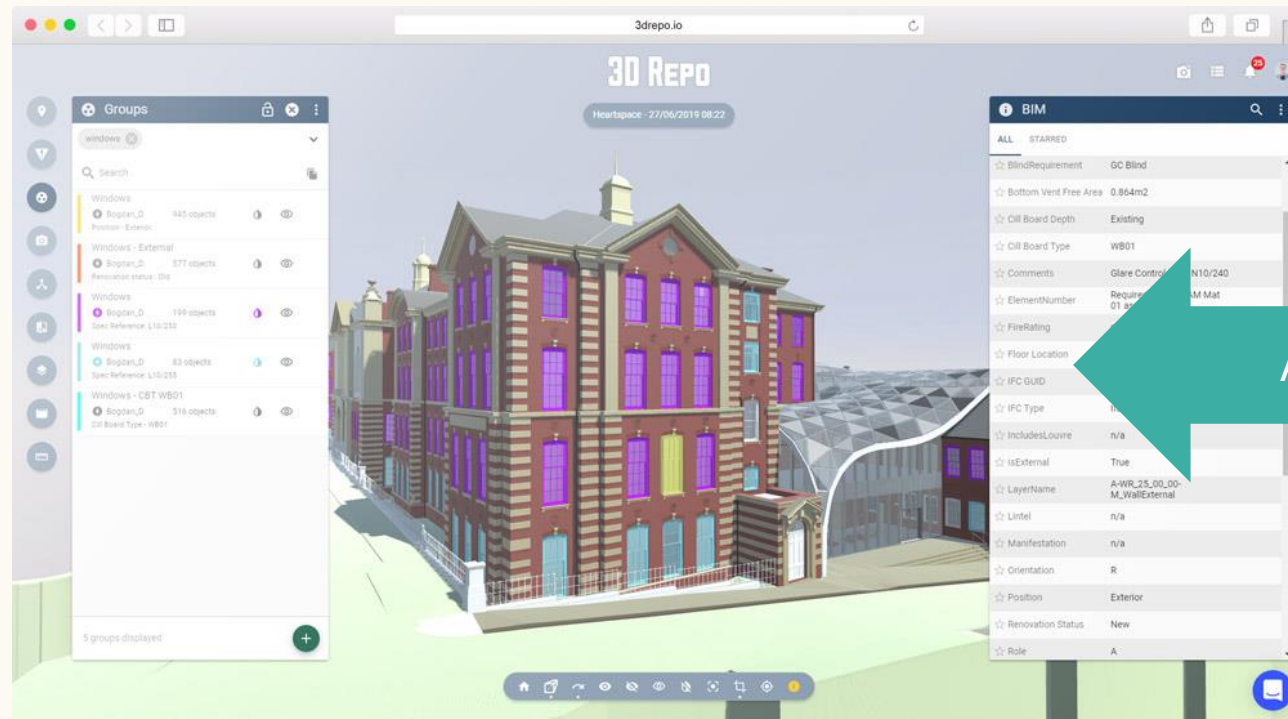 3drepo.io
3D REPO
25
Heartspace - 27/06/2019 08:22
Groups
windows
Search
Windows
Bogdan_D 945 objects
Position - Exterior
Windows - External
Bogdan_D 577 objects
Renovation status : Old
Windows
Bogdan_D 199 objects
Spec Reference: L10/250
Windows
Bogdan_D 83 objects
Spec Reference: L10/255
Windows - CBT WB01
Bogdan_D 516 objects
Cill Board Type - WB01
5 groups displayed
BIM
ALL STARRED
BlindRequirement GC Blind
Bottom Vent Free Area 0.864m2
Cill Board Depth Existing
Cill Board Type WB01
Comments Glare Control N10/240
ElementNumber Require AM Mat
01
FireRating
Floor Location
IFC GUID
IFC Type
IncludesLouvre n/a
IsExternal True
LayerName A-WR_25_00_00-
M_WallExternal
Lintel n/a
Manifestation n/a
Orientation R
Position Exterior
Renovation Status New
Role A